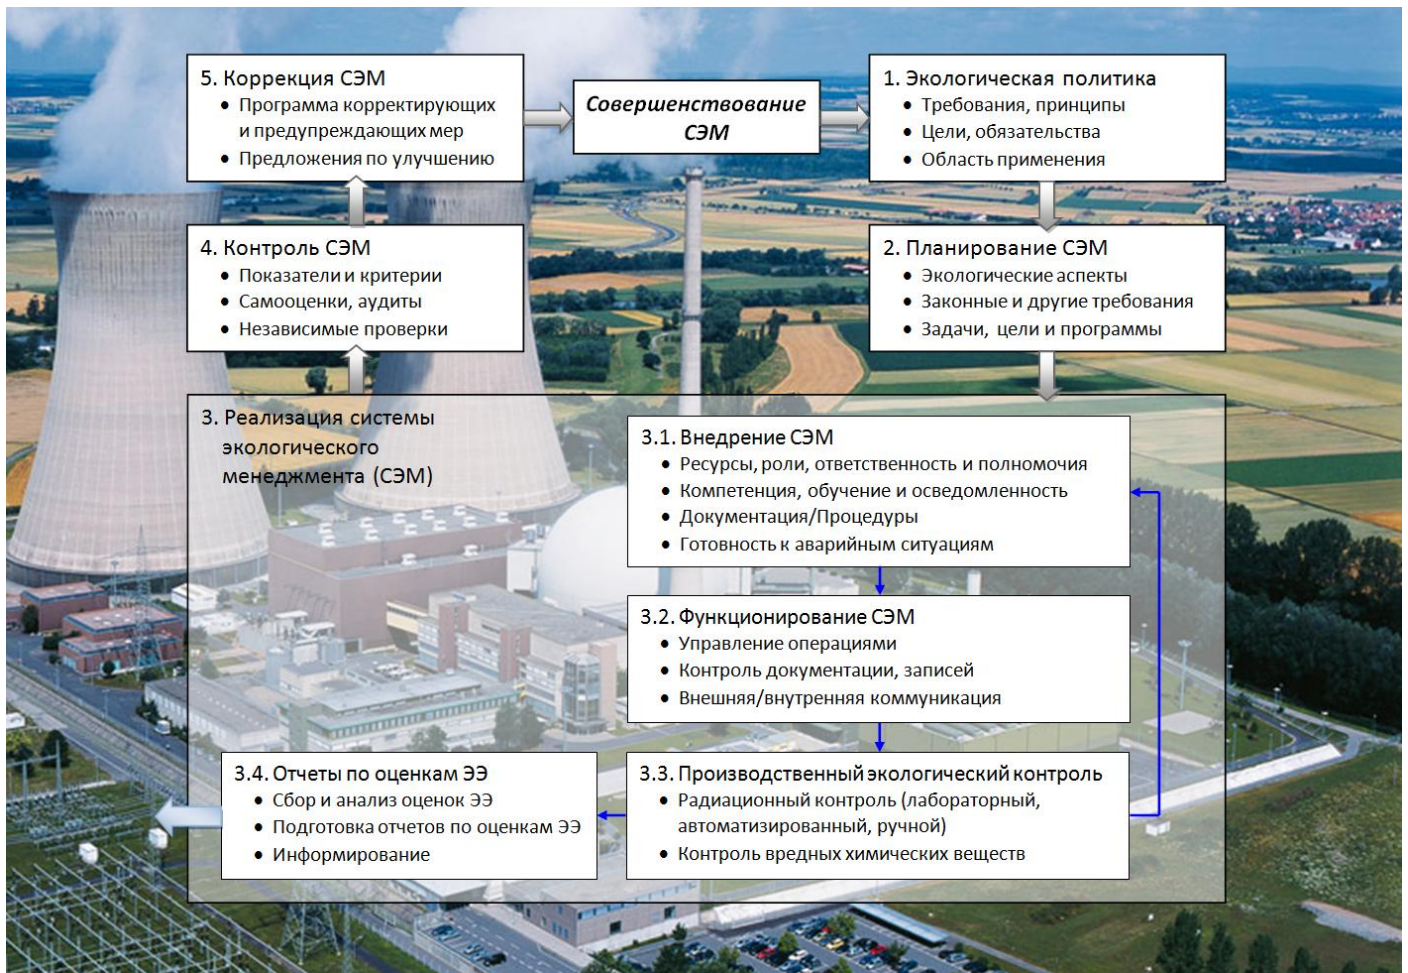 5. Коррекция СЭМ
• Программа корректирующих
и предупреждающих мер
• Предложения по улучшению
Совершенствование
СЭМ
1. Экологическая политика
• Требования, принципы
• Цели, обязательства
• Область применения
4. Контроль СЭМ
• Показатели и критерии
• Самооценки, аудиты
• Независимые проверки
2. Планирование СЭМ
• Экологические аспекты
• Законные и другие требования
• Задачи, цели и программы
3. Реализация системы
экологического
менеджмента (СЭМ)
3.1. Внедрение СЭМ
• Ресурсы, роли, ответственность и полномочия
• Компетенция, обучение и осведомленность
• Документация/Процедуры
• Готовность к аварийным ситуациям
3.2. Функционирование СЭМ
• Управление операциями
• Контроль документации, записей
• Внешняя/внутренняя коммуникация
3.4. Отчеты по оценкам ЭЭ
• Сбор и анализ оценок ЭЭ
• Подготовка отчетов по оценкам ЭЭ
• Информирование
3.3. Производственный экологический контроль
• Радиационный контроль (лабораторный,
автоматизированный, ручной)
• Контроль вредных химических веществ